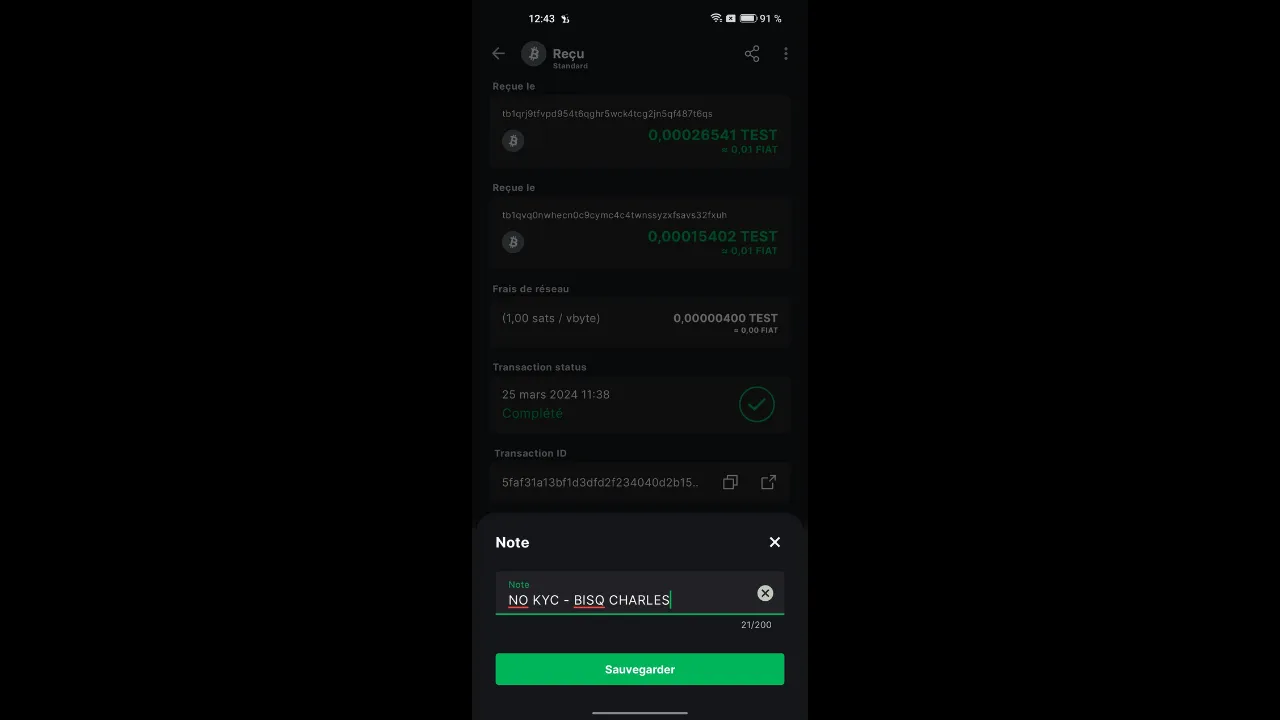 12:43
91 %
Reçu
Standard
Reçue le
tb1qrj9tfvpd954t6qghr5wck4tcg2jn5qf487t6qs
0,00026541 TEST
≈ 0,01 FIAT
Reçue le
tb1qvq0nwhecn0c9cymc4c4twnssyzxfsavs32fxuh
0,00015402 TEST
≈ 0,01 FIAT
Frais de réseau
(1,00 sats / vbyte)
0,00000400 TEST
≈ 0,00 FIAT
Transaction status
25 mars 2024 11:38
Complété
Transaction ID
5faf31a13bf1d3dfd2f234040d2b15..
Note
Note
NO KYC - BISQ CHARLES
21/200
Sauvegarder